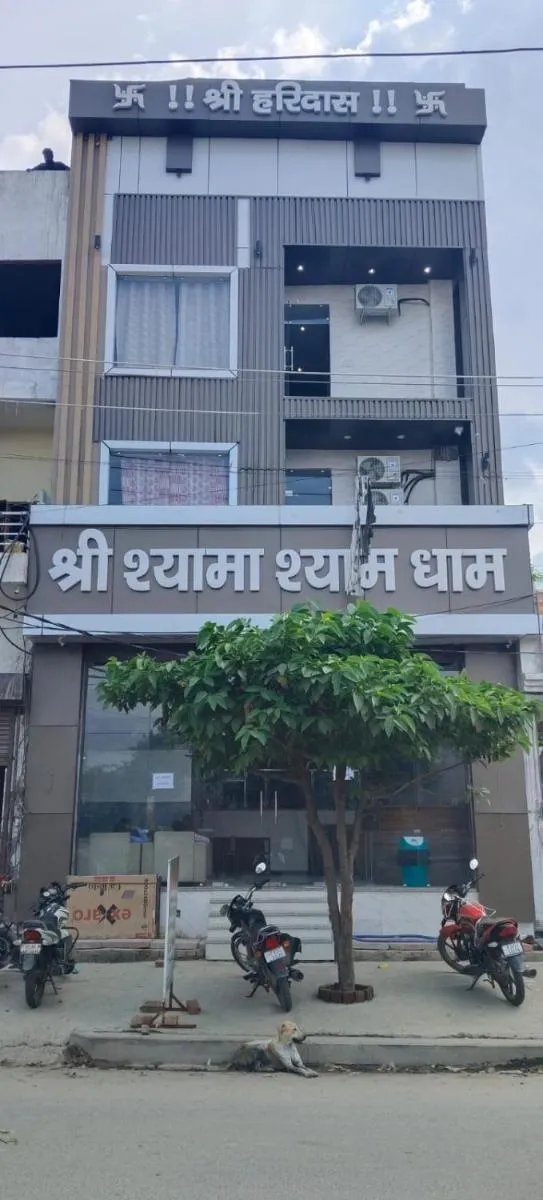 卐 !! श्री हरिदास !! 卐
श्री श्यामा श्याम धाम